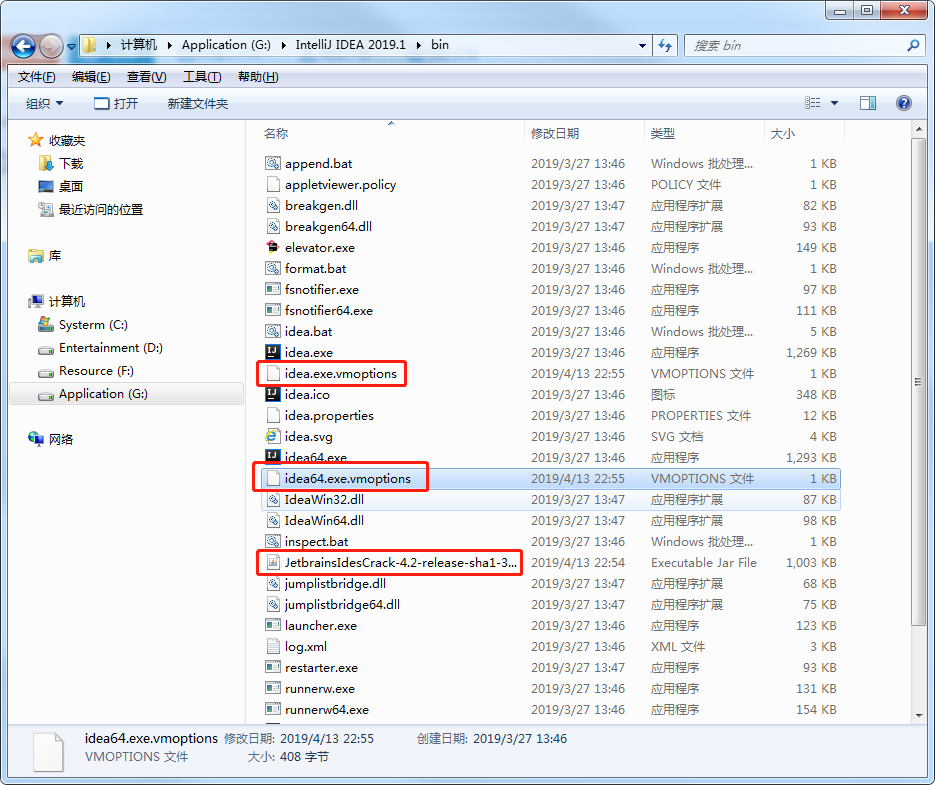 计算机 Application (G:) IntelliJ IDEA 2019.1 bin 搜索 bin
文件(F) 编辑(E) 查看(V) 工具(T) 帮助(H)
组织 打开 新建文件夹
收藏夹
下载
桌面
最近访问的位置
库
计算机
Systerm (C:)
Entertainment (D:)
Resource (F:)
Application (G:)
网络
名称 修改日期 类型 大小
append.bat 2019/3/27 13:46 Windows 批处理... 1 KB
appletviewer.policy 2019/3/27 13:46 POLICY 文件 1 KB
breakgen.dll 2019/3/27 13:47 应用程序扩展 82 KB
breakgen64.dll 2019/3/27 13:47 应用程序扩展 93 KB
elevator.exe 2019/3/27 13:46 应用程序 149 KB
format.bat 2019/3/27 13:46 Windows 批处理... 1 KB
fsnotifier.exe 2019/3/27 13:46 应用程序 97 KB
fsnotifier64.exe 2019/3/27 13:46 应用程序 111 KB
idea.bat 2019/3/27 13:46 Windows 批处理... 5 KB
idea.exe 2019/3/27 13:46 应用程序 1,269 KB
idea.exe.vmoptions 2019/4/13 22:55 VMOPTIONS 文件 1 KB
idea.ico 2019/3/27 13:46 图标 348 KB
idea.properties 2019/3/27 13:46 PROPERTIES 文件 12 KB
idea.svg 2019/3/27 13:46 SVG 文档 4 KB
idea64.exe 2019/3/27 13:46 应用程序 1,293 KB
idea64.exe.vmoptions 2019/4/13 22:55 VMOPTIONS 文件 1 KB
IdeaWin32.dll 2019/3/27 13:47 应用程序扩展 87 KB
IdeaWin64.dll 2019/3/27 13:47 应用程序扩展 98 KB
inspect.bat 2019/3/27 13:46 Windows 批处理... 1 KB
JetbrainsIdesCrack-4.2-release-sha1-3... 2019/4/13 22:54 Executable Jar File 1,003 KB
jumplistbridge.dll 2019/3/27 13:47 应用程序扩展 68 KB
jumplistbridge64.dll 2019/3/27 13:47 应用程序扩展 75 KB
launcher.exe 2019/3/27 13:46 应用程序 123 KB
log.xml 2019/3/27 13:46 XML 文件 3 KB
restarter.exe 2019/3/27 13:46 应用程序 93 KB
runnerw.exe 2019/3/27 13:46 应用程序 131 KB
runnerw64.exe 2019/3/27 13:46 应用程序 154 KB
idea64.exe.vmoptions 修改日期: 2019/4/13 22:55 创建日期: 2019/3/27 13:46
VMOPTIONS 文件 大小: 408 字节